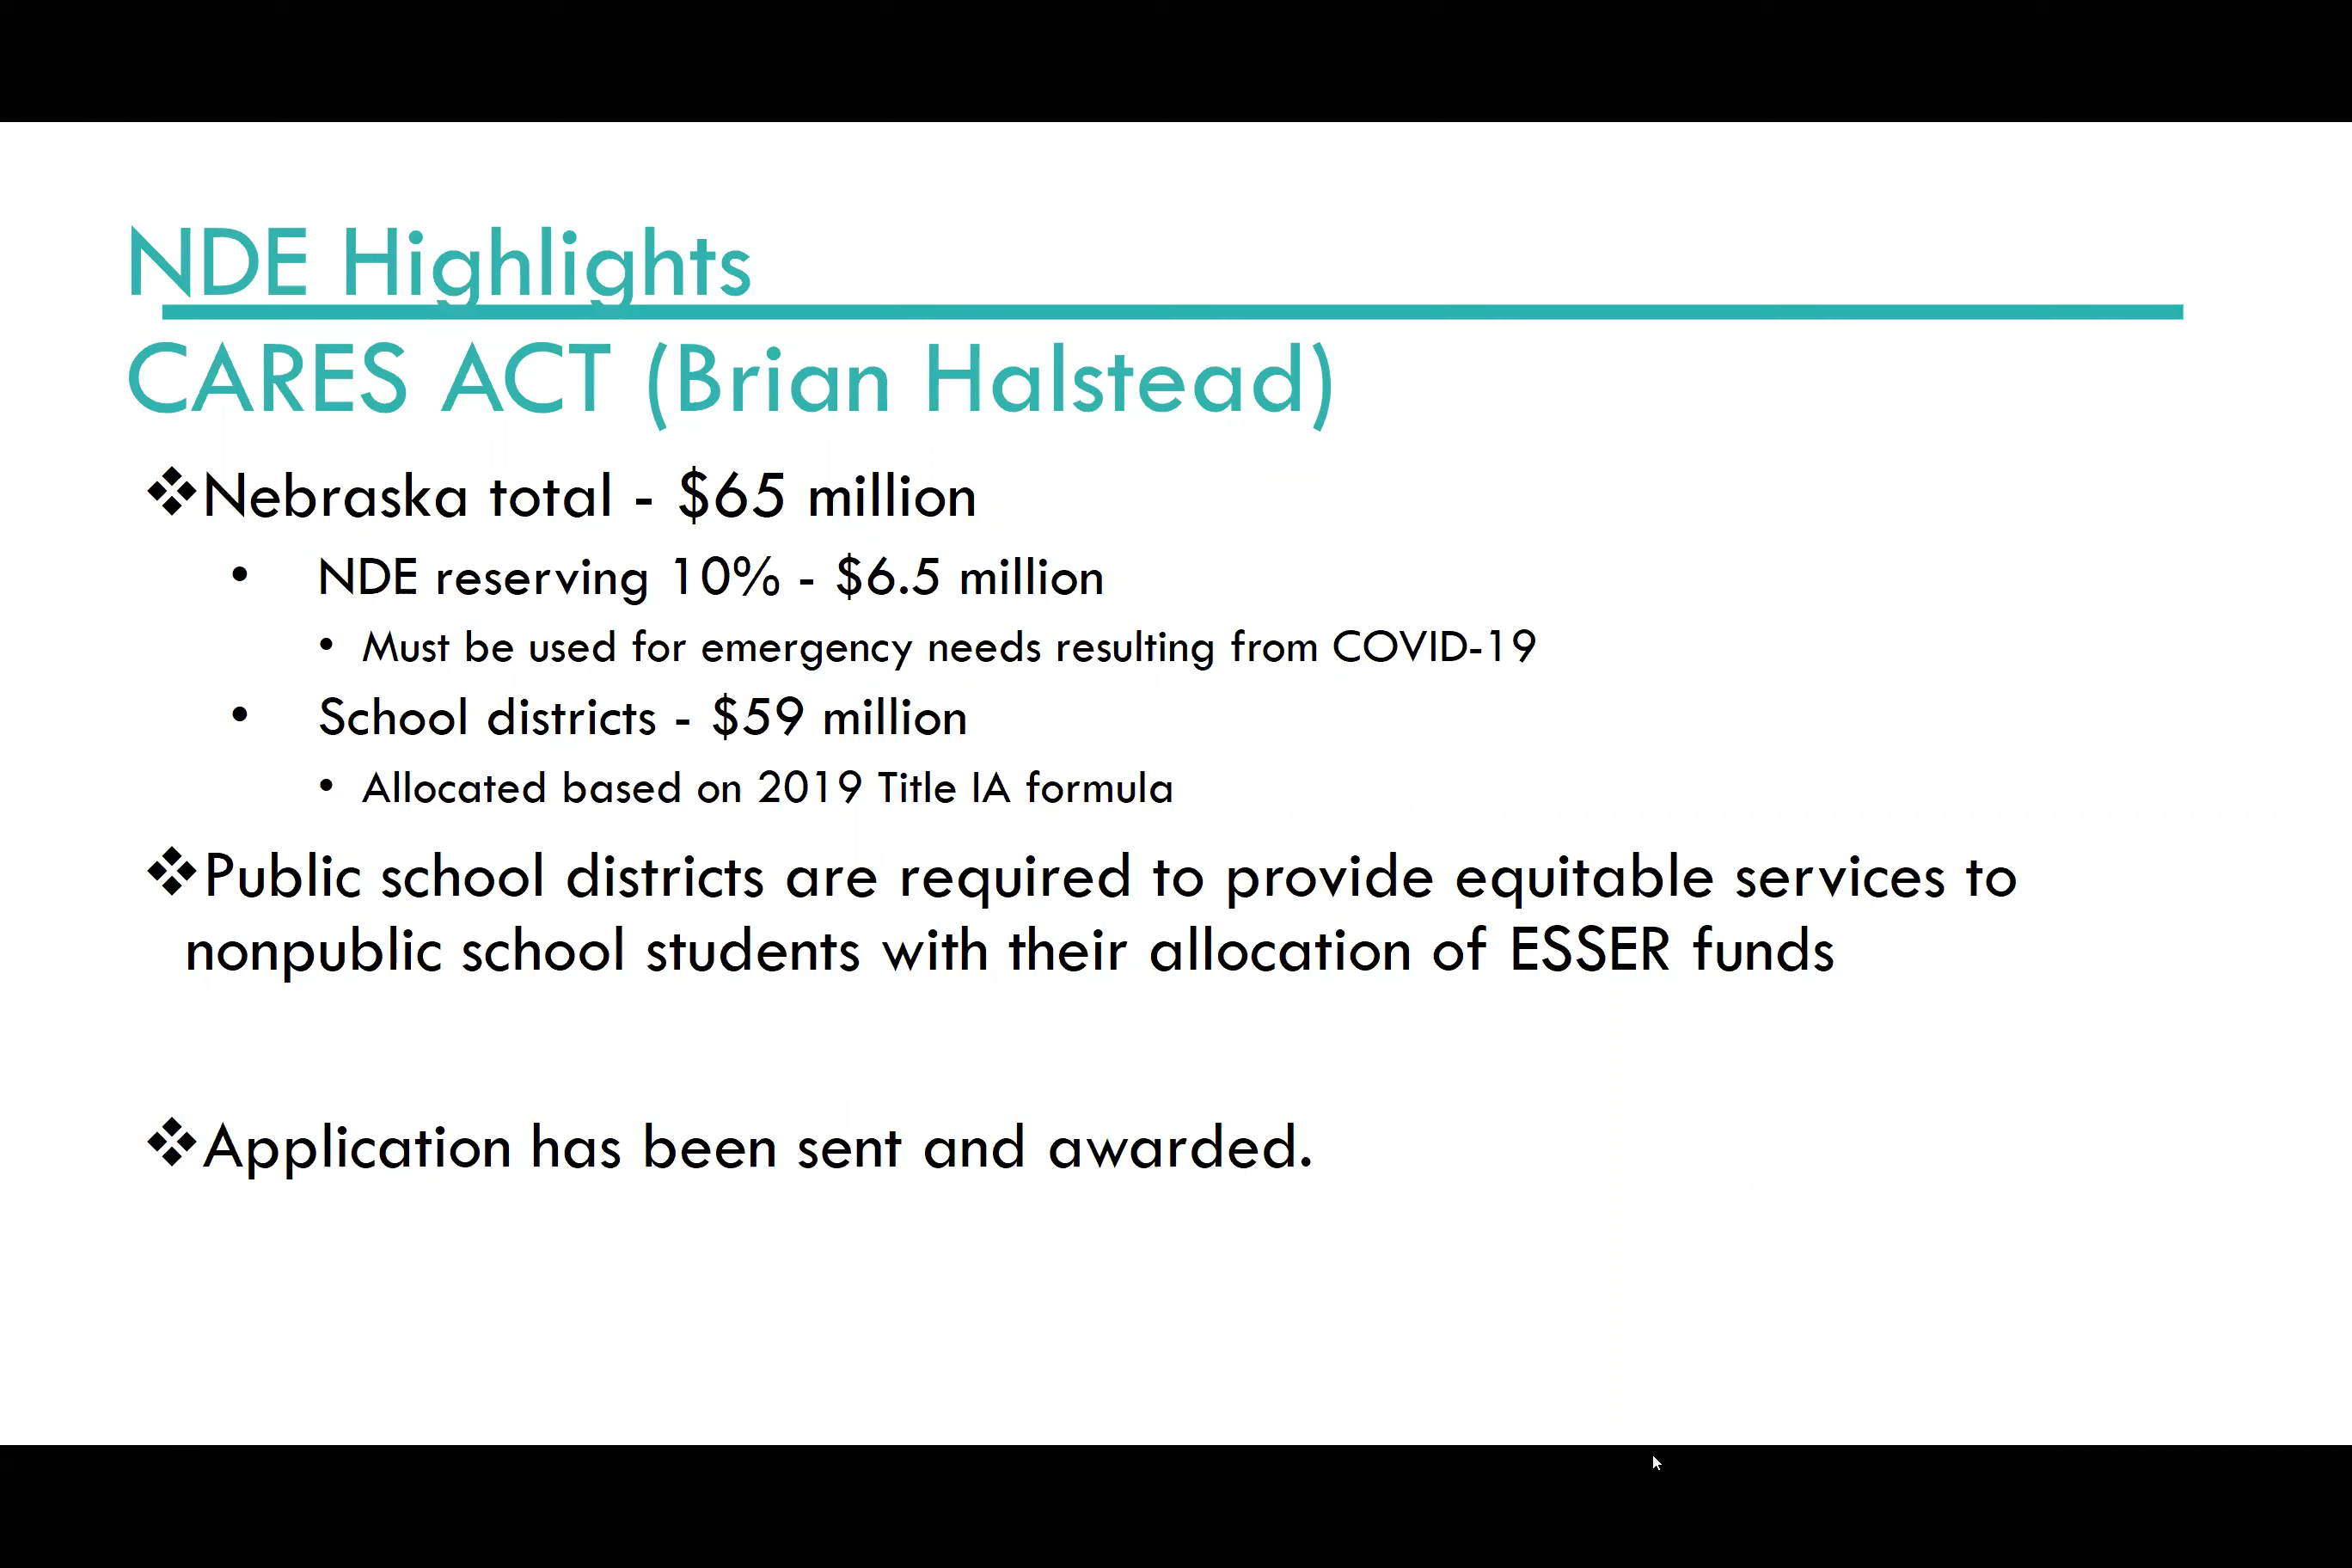 NDE Highlights
CARES ACT (Brian Halstead)
❖Nebraska total - $65 million
• NDE reserving 10% - $6.5 million
• Must be used for emergency needs resulting from COVID-19
• School districts - $59 million
• Allocated based on 2019 Title IA formula
❖Public school districts are required to provide equitable services to
nonpublic school students with their allocation of ESSER funds
❖Application has been sent and awarded.